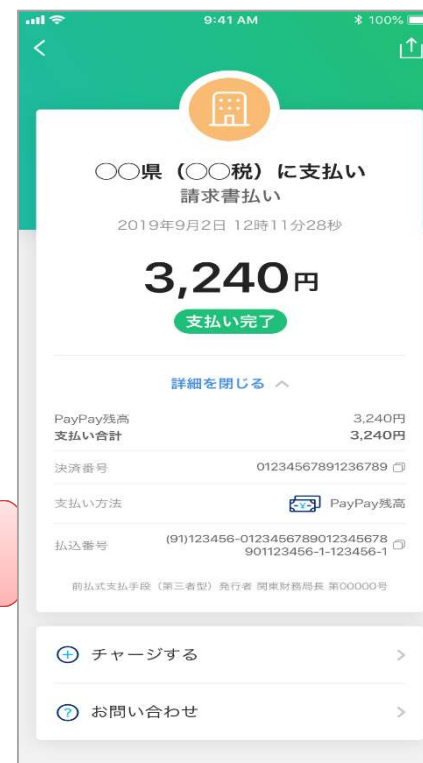 9:41 AM
100%
〇〇県(〇〇税)に支払い
請求書払い
2019年9月2日 12時11分28秒
3,240円
支払い完了
詳細を閉じる
PayPay残高 3,240円
支払い合計 3,240円
決済番号 01234567891236789
支払い方法 PayPay残高
払込番号 (91)123456-0123456789012345678
901123456-1-123456-1
前払式支払手段(第三者型)発行者 関東財務局長 第00000号
チャージする
お問い合わせ